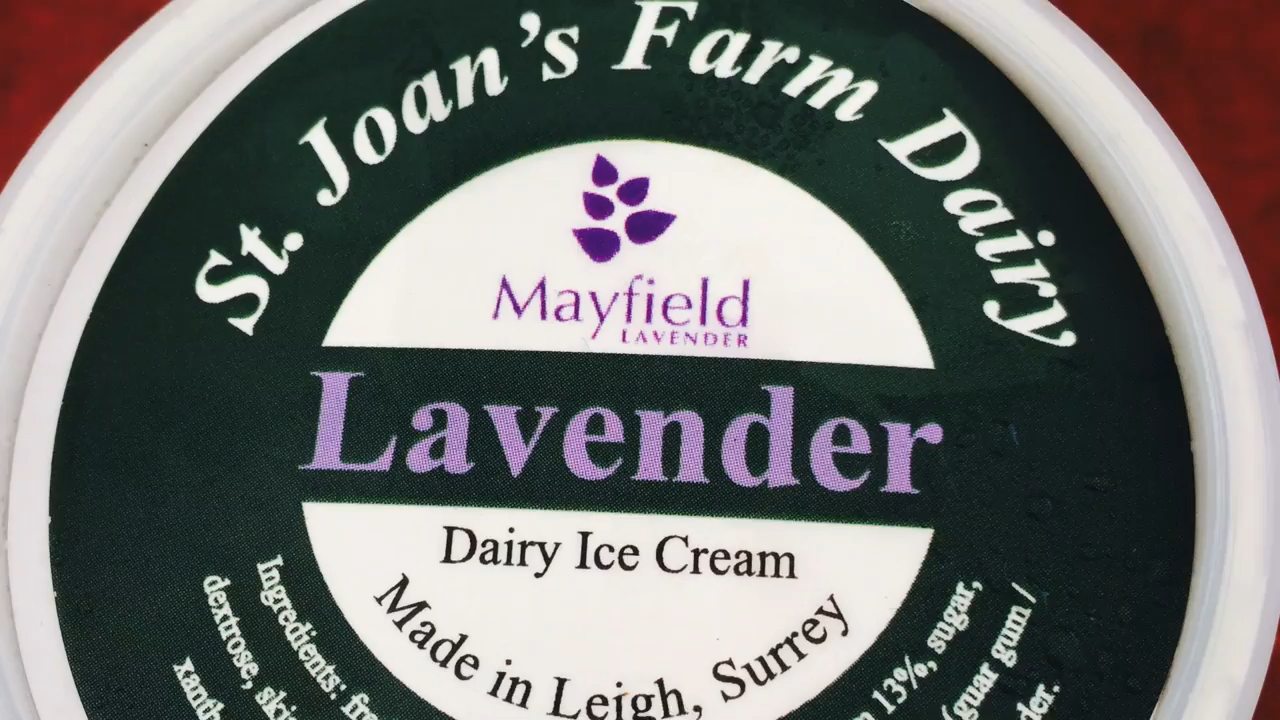 St. Joan's Farm Dairy
Mayfield
LAVENDER
Lavender
Dairy Ice Cream
Made in Leigh, Surrey
Ingredients:
13%, sugar,
dextrose,
(guar gum /